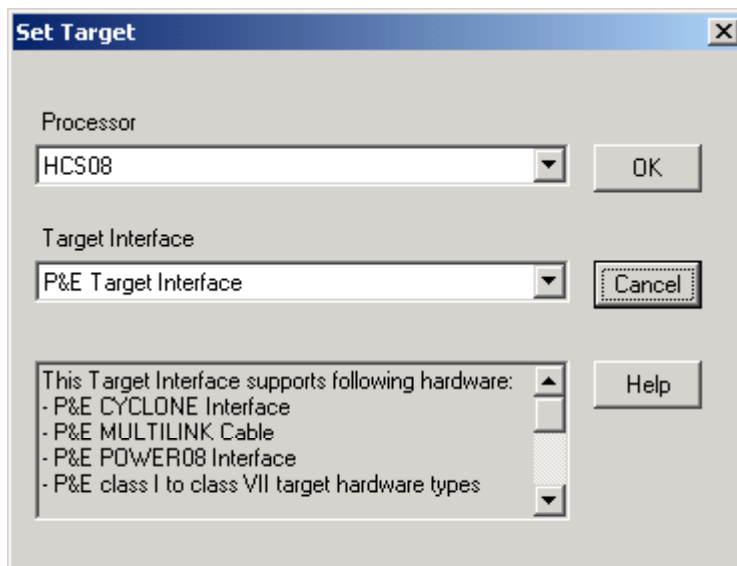 Set Target
Processor
HCS08
OK
Target Interface
P&E Target Interface
Cancel
This Target Interface supports following hardware:
- P&E CYCLONE Interface
- P&E MULTILINK Cable
- P&E POWER08 Interface
- P&E class I to class VII target hardware types
Help